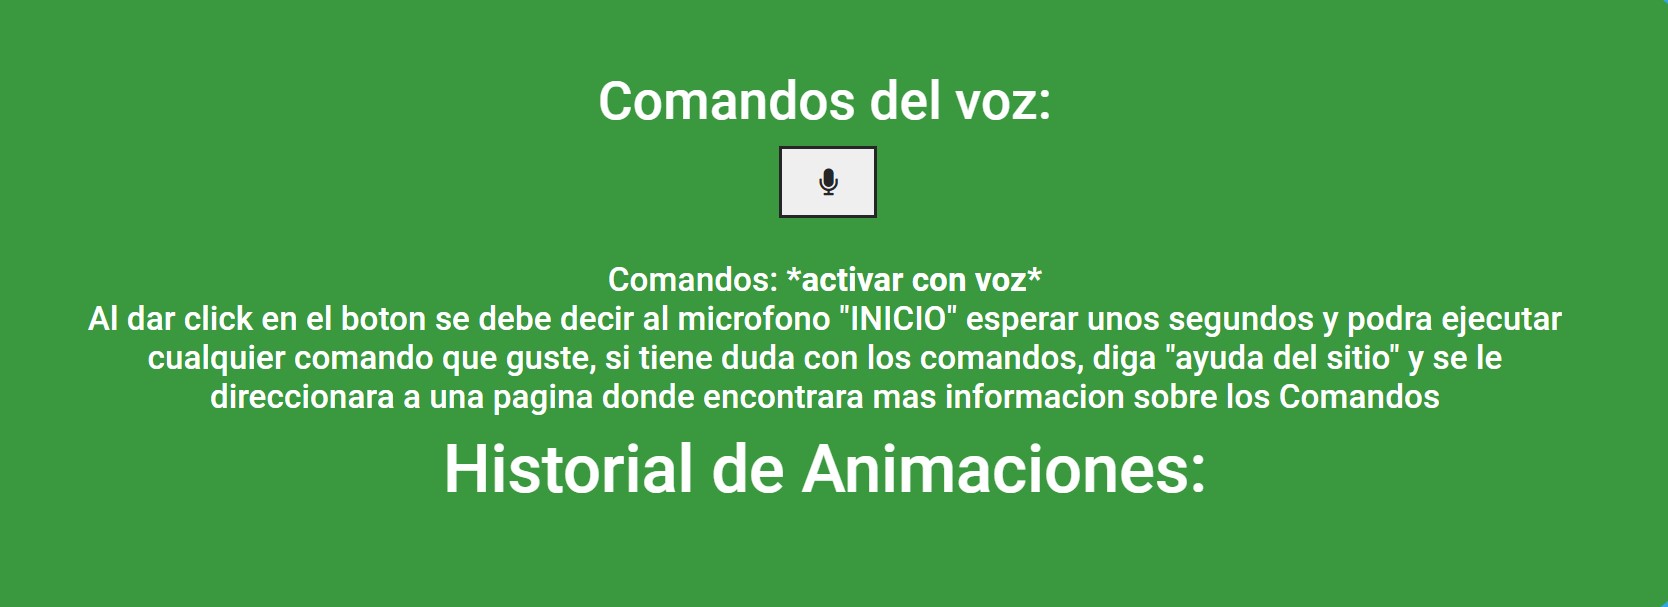 Comandos del voz:
Comandos: *activar con voz*
Al dar click en el boton se debe decir al microfono "INICIO" esperar unos segundos y podra ejecutar
cualquier comando que guste, si tiene duda con los comandos, diga "ayuda del sitio" y se le
direccionara a una pagina donde encontrara mas informacion sobre los Comandos
Historial de Animaciones: